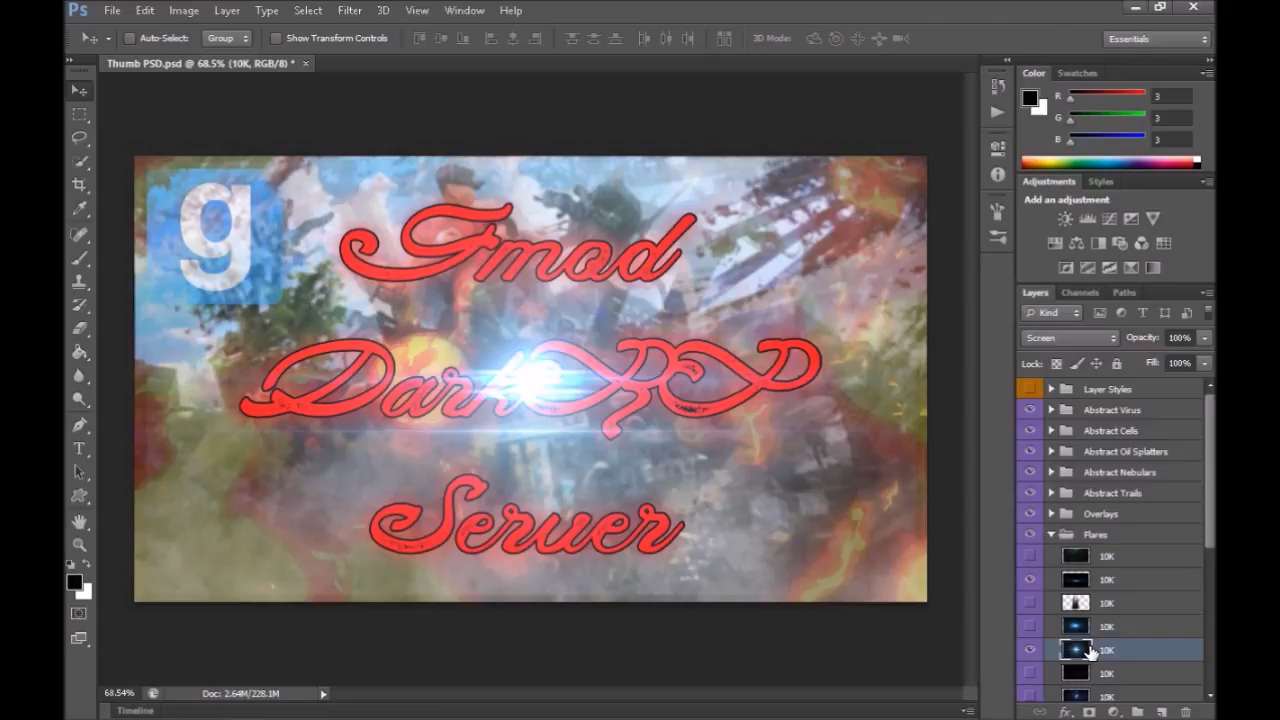 Ps File Edit Image Layer Type Select Filter 3D View Window Help
Auto-Select: Group Show Transform Controls 3D Modes: Essentials
Thumb PSD.psd @ 68.5% (10K, RGB/8) * ×
Color Swatches
R 3
G 3
B 3
Adjustments Styles
Add an adjustment
Layers Channels Paths
Kind
Screen Opacity: 100%
Lock: Fill: 100%
Layer Styles
Abstract Virus
Abstract Cells
Abstract Oil Splatters
Abstract Nebulars
Abstract Trails
Overlays
Flares
10K
10K
10K
10K
10K
10K
10K
g
Gmod
DarkRP
Server
68.54% Doc: 2.64M/228.1M
Timeline
fx